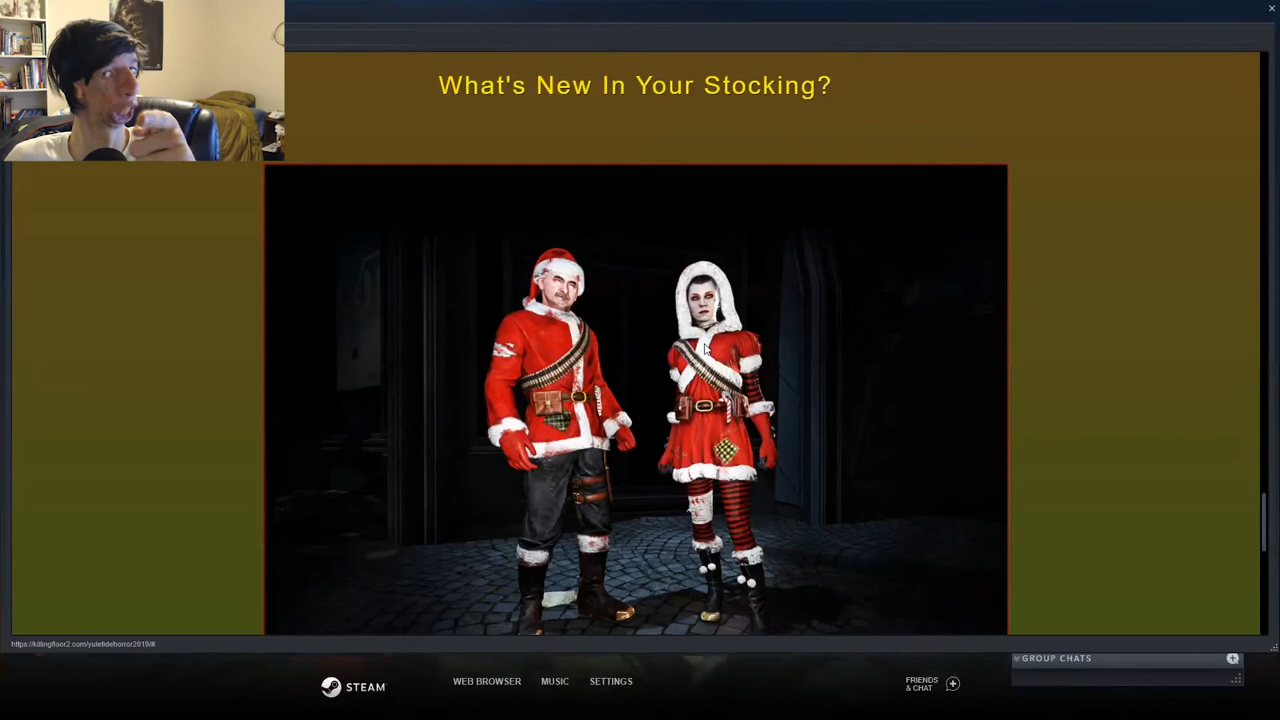 What's New In Your Stocking?
https://killingfloor2.com/yuletidehorror2019/#
GROUP CHATS
STEAM
WEB BROWSER
MUSIC
SETTINGS
FRIENDS
& CHAT